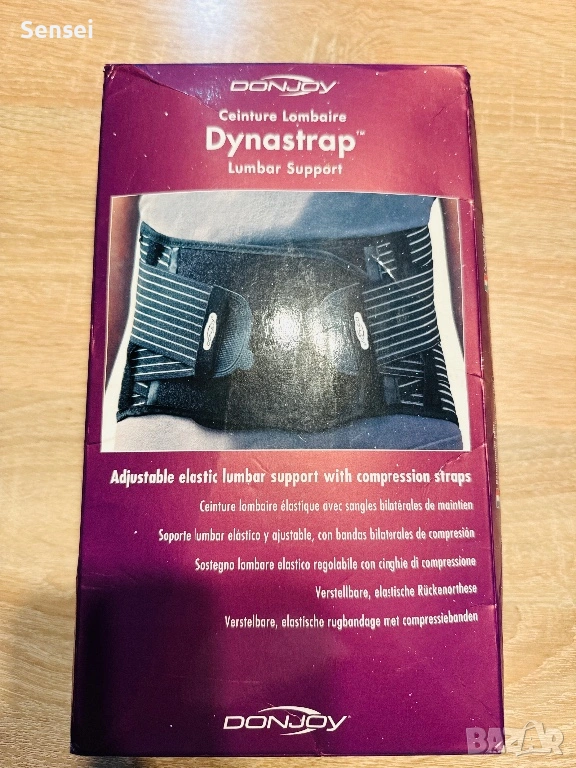 Sensei
DONJOY
Ceinture Lombaire
Dynastrap™
Lumbar Support
Adjustable elastic lumbar support with compression straps
Ceinture lombaire élastique avec sangles bilatérales de maintien
Soporte lumbar elástico y ajustable, con bandas bilaterales de compresión
Sostegno lombare elastico regolabile con cinghie di compressione
Verstellbare, elastische Rückenorthese
Verstelbare, elastische rugbandage met compressiebanden
DONJOY
BAZAR